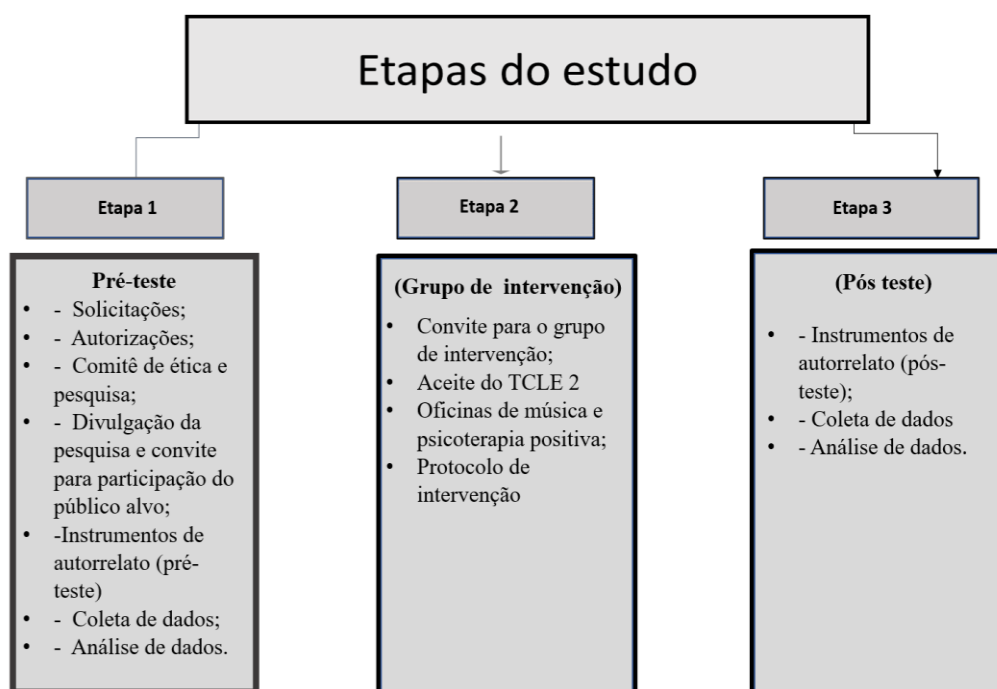 Etapas do estudo
Etapa 1
Pré-teste
• - Solicitações;
• - Autorizações;
• - Comitê de ética e
pesquisa;
• - Divulgação da
pesquisa e convite
para participação do
público alvo;
• -Instrumentos de
autorrelato (pré-
teste)
• - Coleta de dados;
• - Análise de dados.
Etapa 2
(Grupo de intervenção)
• Convite para o grupo
de intervenção;
• Aceite do TCLE 2
• Oficinas de música e
psicoterapia positiva;
• Protocolo de
intervenção
Etapa 3
(Pós teste)
• - Instrumentos de
autorrelato (pós-
teste);
• - Coleta de dados
• - Análise de dados.